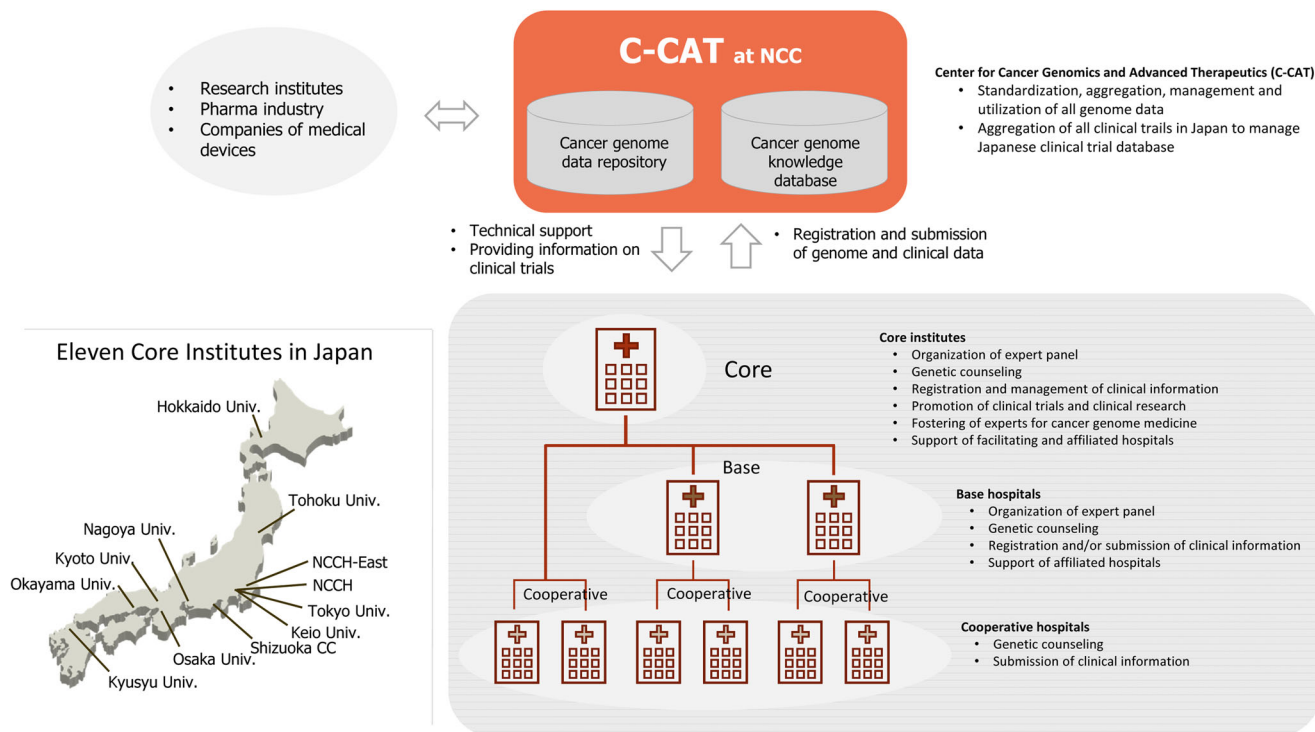 C-CAT at NCC
• Research institutes
• Pharma industry
• Companies of medical
devices
Cancer genome
data repository
Cancer genome
knowledge
database
Center for Cancer Genomics and Advanced Therapeutics (C-CAT)
• Standardization, aggregation, management and
utilization of all genome data
• Aggregation of all clinical trails in Japan to manage
Japanese clinical trial database
• Technical support
• Providing information on
clinical trials
• Registration and submission
of genome and clinical data
Eleven Core Institutes in Japan
Hokkaido Univ.
Tohoku Univ.
Nagoya Univ.
Kyoto Univ.
Okayama Univ.
NCCH-East
NCCH
Tokyo Univ.
Keio Univ.
Shizuoka CC
Osaka Univ.
Kyusyu Univ.
Core
Core institutes
• Organization of expert panel
• Genetic counseling
• Registration and management of clinical information
• Promotion of clinical trials and clinical research
• Fostering of experts for cancer genome medicine
• Support of facilitating and affiliated hospitals
Base
Base hospitals
• Organization of expert panel
• Genetic counseling
• Registration and/or submission of clinical information
• Support of affiliated hospitals
Cooperative
Cooperative
Cooperative
Cooperative hospitals
• Genetic counseling
• Submission of clinical information